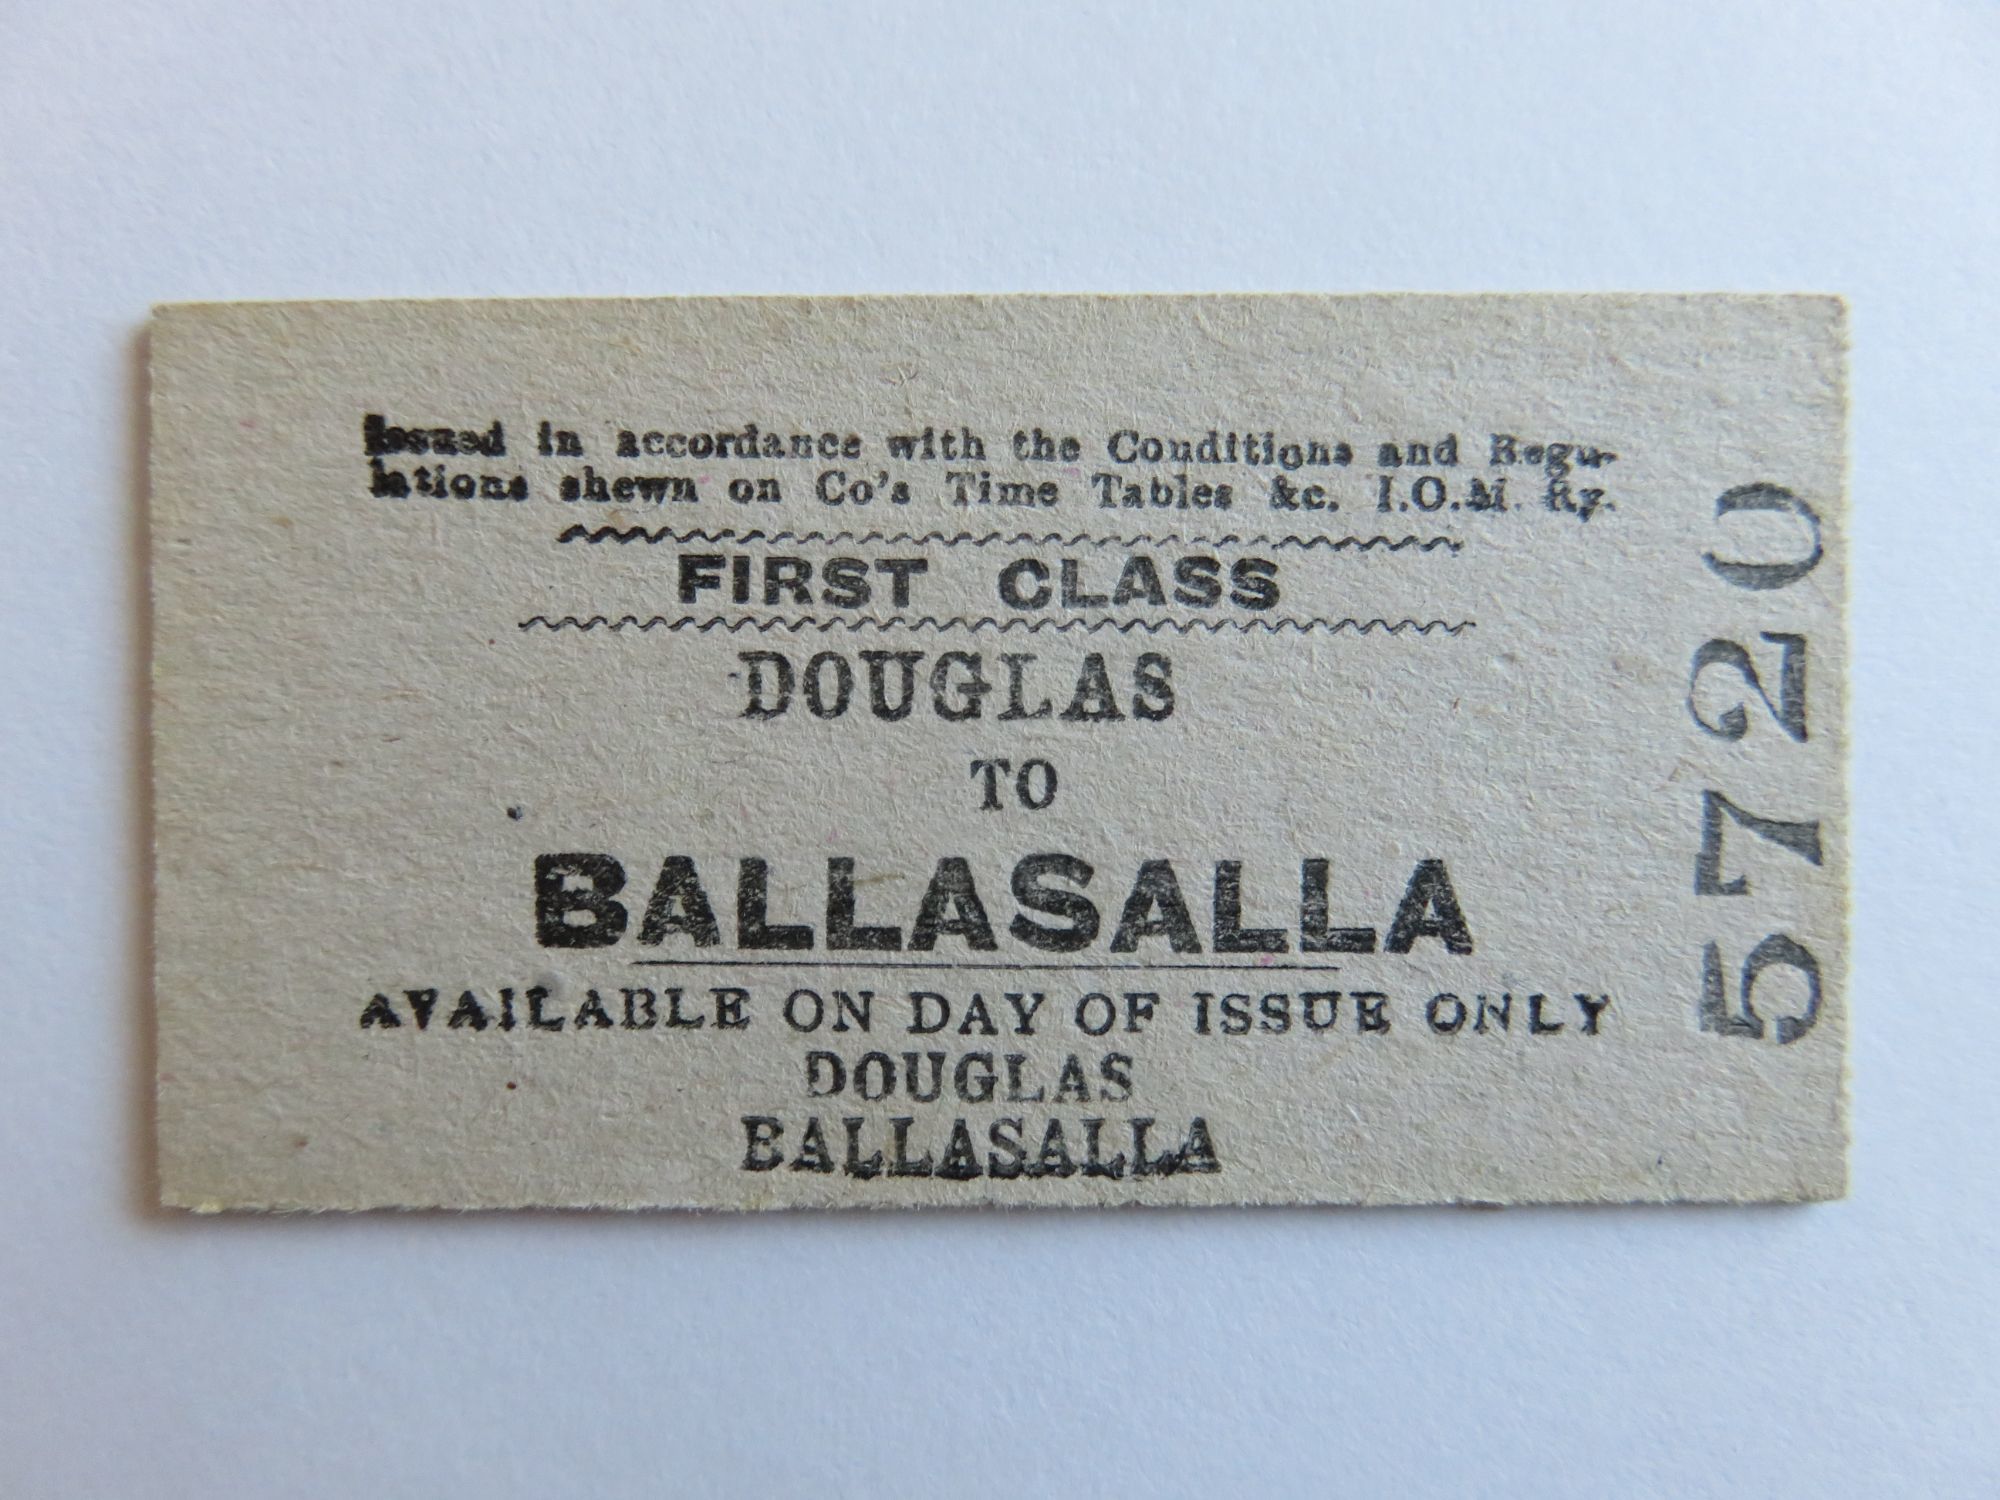 Issued in accordance with the Conditions and Regu-
lations shewn on Co's Time Tables &c. I.O.M. Ry.
FIRST CLASS
DOUGLAS
TO
BALLASALLA
AVAILABLE ON DAY OF ISSUE ONLY
DOUGLAS
BALLASALLA
5720